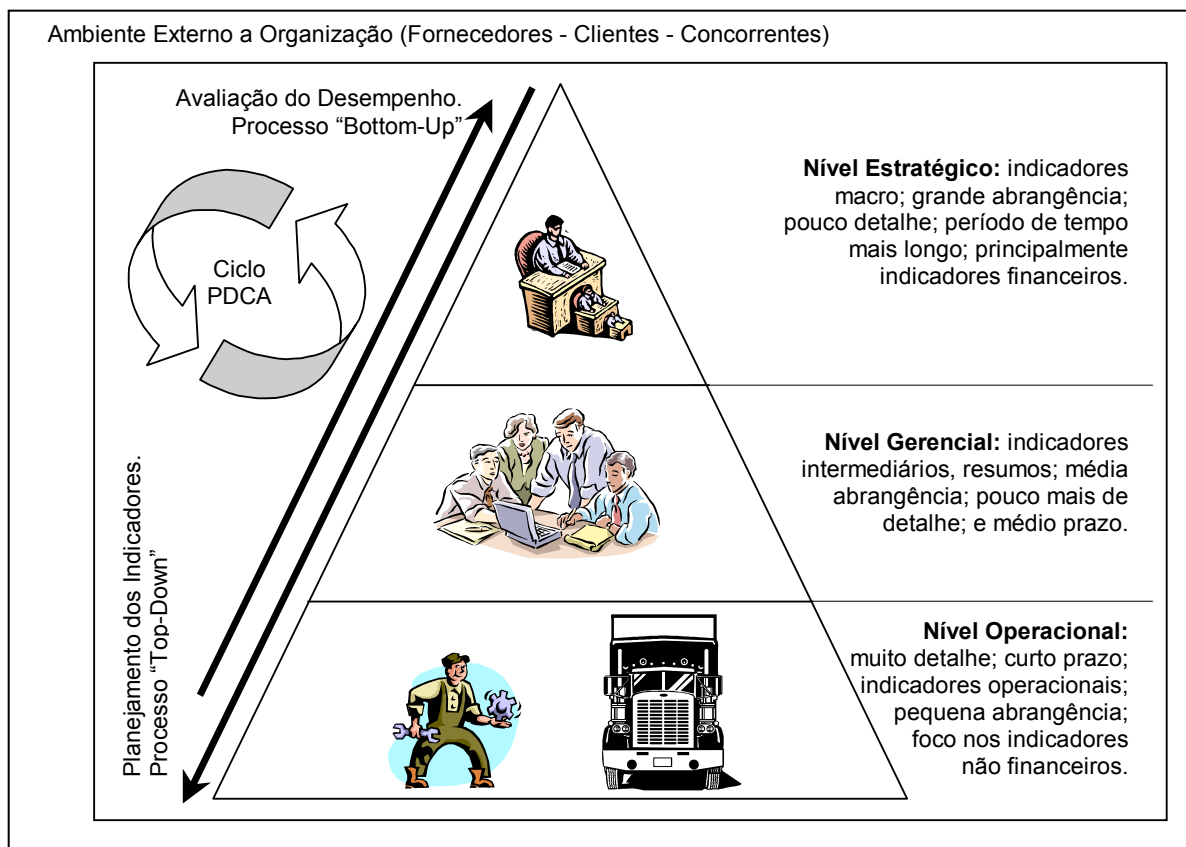 Ambiente Externo a Organização (Fornecedores - Clientes - Concorrentes)
Avaliação do Desempenho.
Processo “Bottom-Up”
Ciclo
PDCA
Planejamento dos Indicadores.
Processo “Top-Down”
Nível Estratégico: indicadores
macro; grande abrangência;
pouco detalhe; período de tempo
mais longo; principalmente
indicadores financeiros.
Nível Gerencial: indicadores
intermediários, resumos; média
abrangência; pouco mais de
detalhe; e médio prazo.
Nível Operacional:
muito detalhe; curto prazo;
indicadores operacionais;
pequena abrangência;
foco nos indicadores
não financeiros.